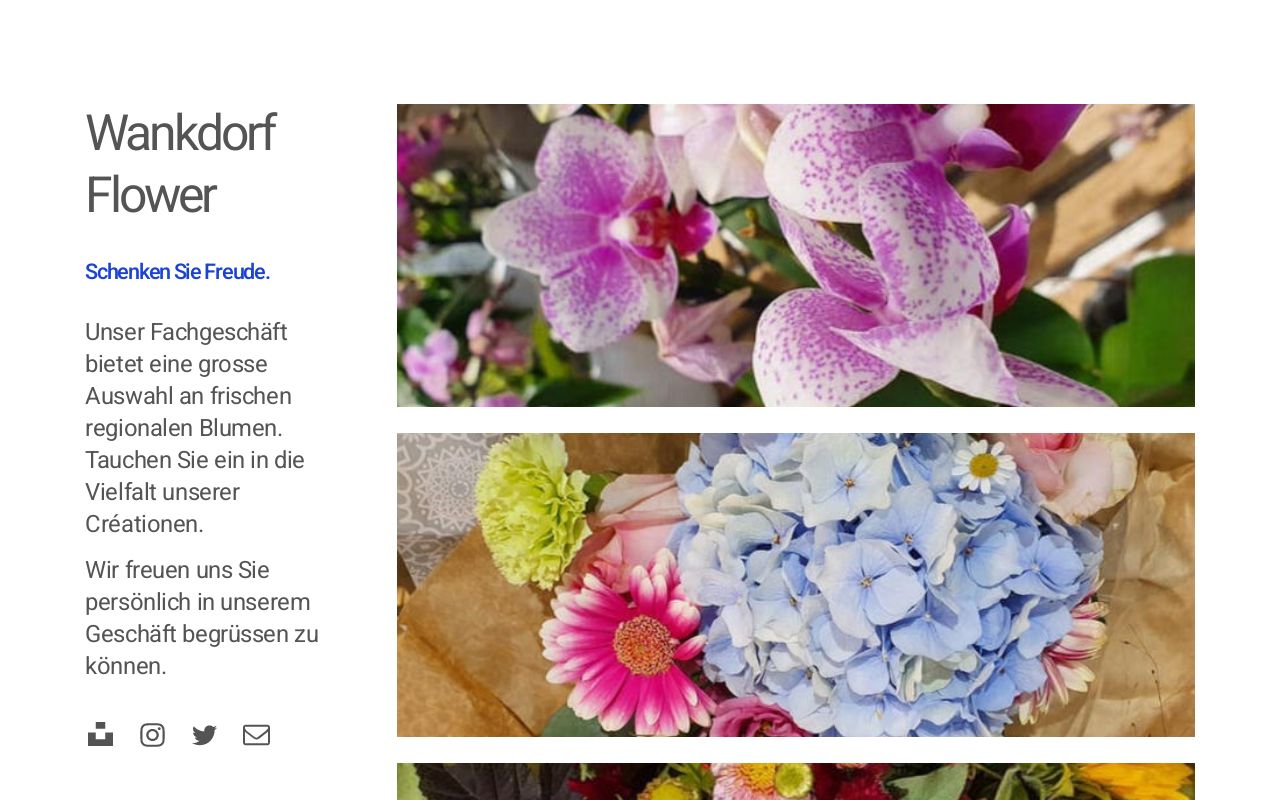 Wankdorf
Flower
Schenken Sie Freude.
Unser Fachgeschäft
bietet eine grosse
Auswahl an frischen
regionalen Blumen.
Tauchen Sie ein in die
Vielfalt unserer
Créationen.
Wir freuen uns Sie
persönlich in unserem
Geschäft begrüssen zu
können.